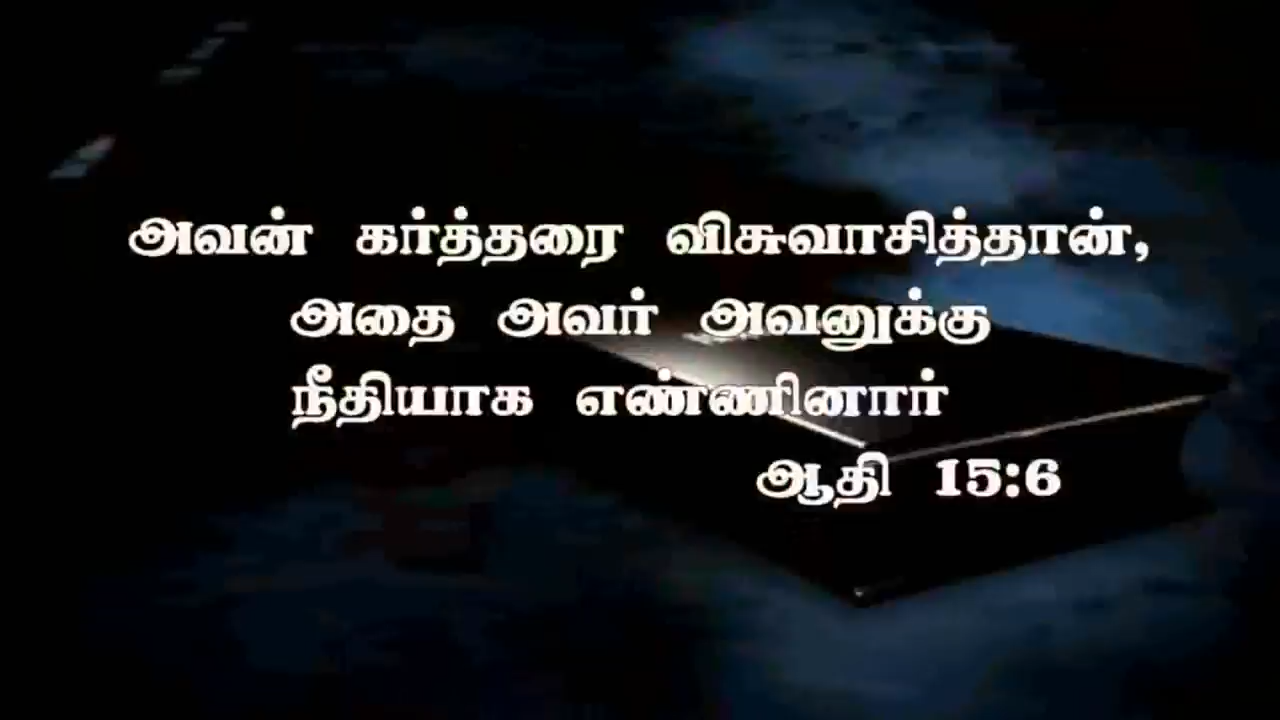 அவன் கர்த்தரை விசுவாசித்தான்,
அதை அவர் அவனுக்கு
நீதியாக எண்ணினார்
ஆதி 15:6